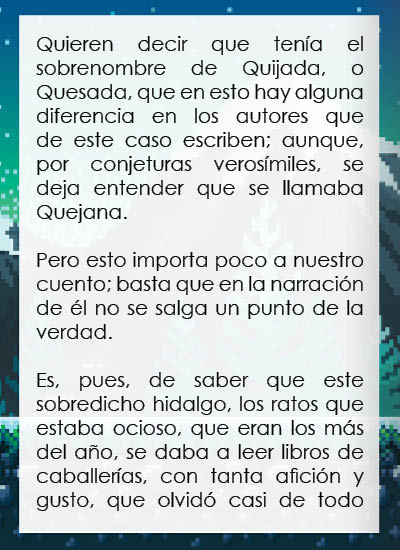 Quieren decir que tenía el
sobrenombre de Quijada, o
Quesada, que en esto hay alguna
diferencia en los autores que
de este caso escriben; aunque,
por conjeturas verosímiles, se
deja entender que se llamaba
Quejana.
Pero esto importa poco a nuestro
cuento; basta que en la narración
de él no se salga un punto de la
verdad.
Es, pues, de saber que este
sobredicho hidalgo, los ratos que
estaba ocioso, que eran los más
del año, se daba a leer libros de
caballerías, con tanta afición y
gusto, que olvidó casi de todo